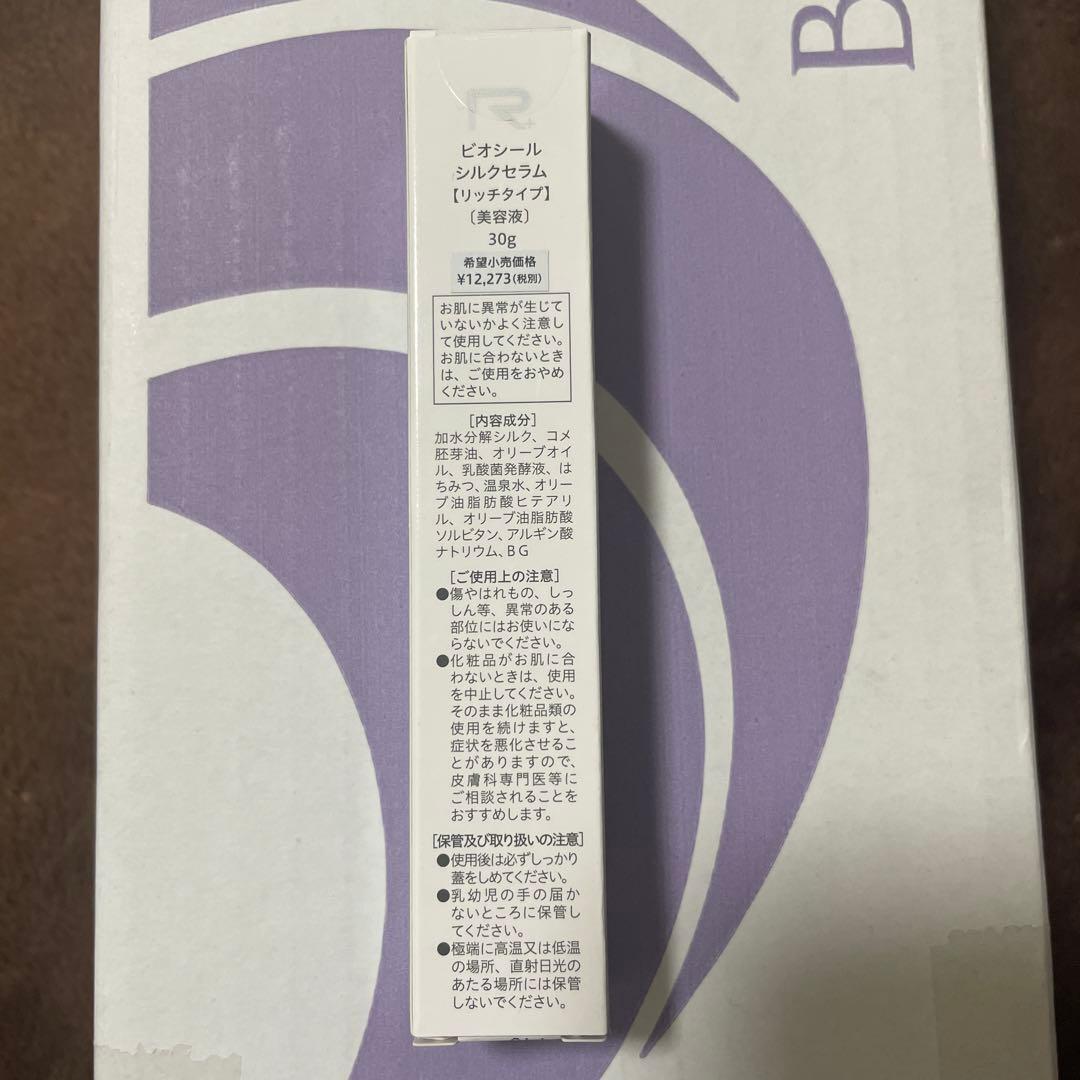 B
R+
ビオシール
シルクセラム
【リッチタイプ】
〔美容液〕
30g
希望小売価格
¥12,273(税別)
お肌に異常が生じて
いないかよく注意し
て使用してください。
お肌に合わないとき
は、ご使用をおやめ
ください。
[内容成分]
加水分解シルク、コメ
胚芽油、オリーブオイ
ル、乳酸菌発酵液、は
ちみつ、温泉水、オリー
ブ油脂肪酸ヒテアリ
ル、オリーブ油脂肪酸
ソルビタン、アルギン酸
ナトリウム、BG
[ご使用上の注意]
●傷やはれもの、しっ
しん等、異常のある
部位にはお使いにな
らないでください。
●化粧品がお肌に合
わないときは、使用
を中止してください。
そのまま化粧品類の
使用を続けますと、
症状を悪化させるこ
とがありますので、
皮膚科専門医等に
ご相談されることを
おすすめします。
[保管及び取り扱いの注意]
●使用後は必ずしっかり
蓋をしめてください。
●乳幼児の手の届か
ないところに保管し
てください。
●極端に高温又は低温
の場所、直射日光の
あたる場所には保管
しないでください。